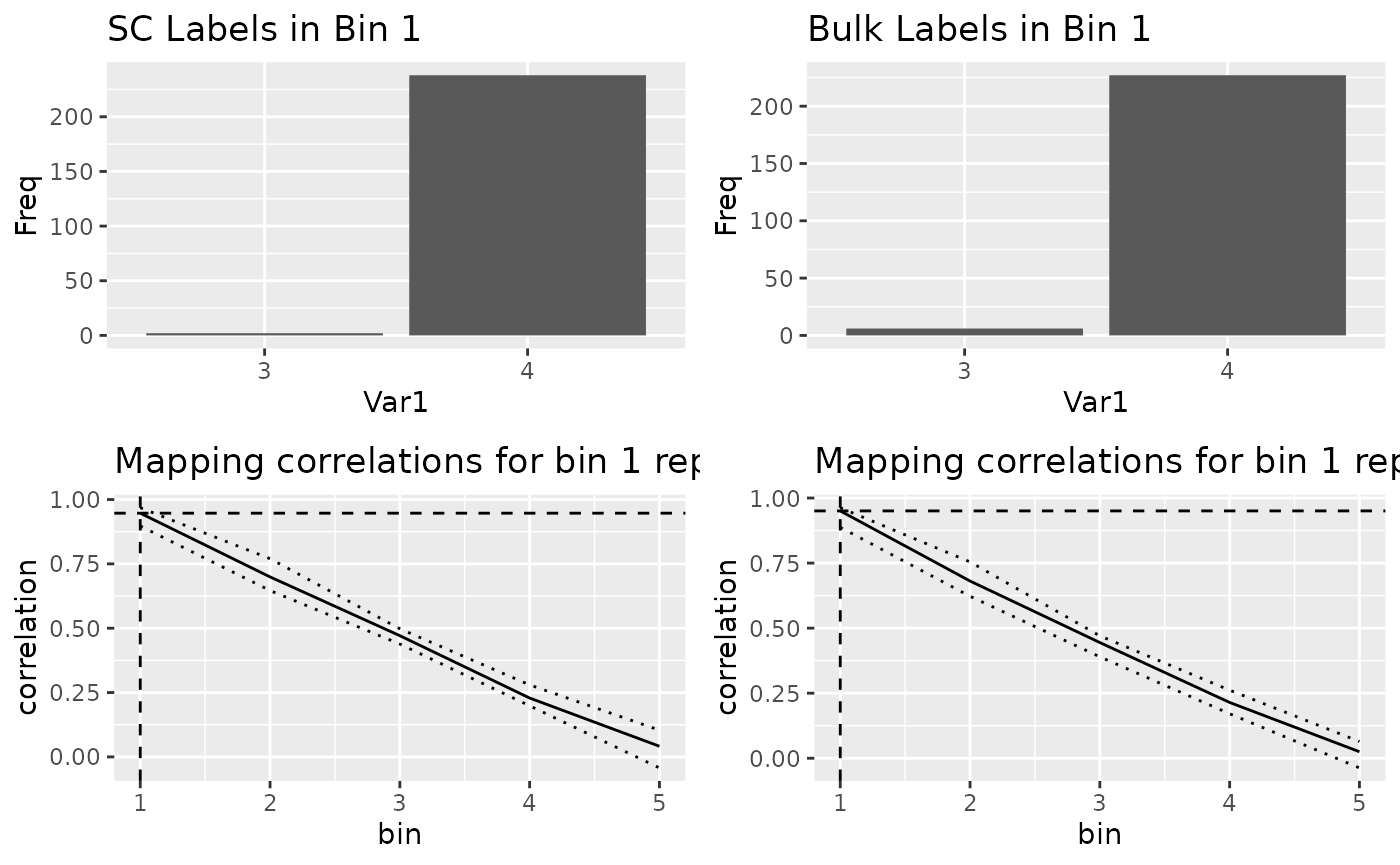 SC Labels in Bin 1
Freq
200
150
100
50
0
3 4
Var1
Bulk Labels in Bin 1
Freq
200
150
100
50
0
3 4
Var1
Mapping correlations for bin 1 rep
correlation
1.00
0.75
0.50
0.25
0.00
1 2 3 4 5
bin
Mapping correlations for bin 1 rep
correlation
1.00
0.75
0.50
0.25
0.00
1 2 3 4 5
bin